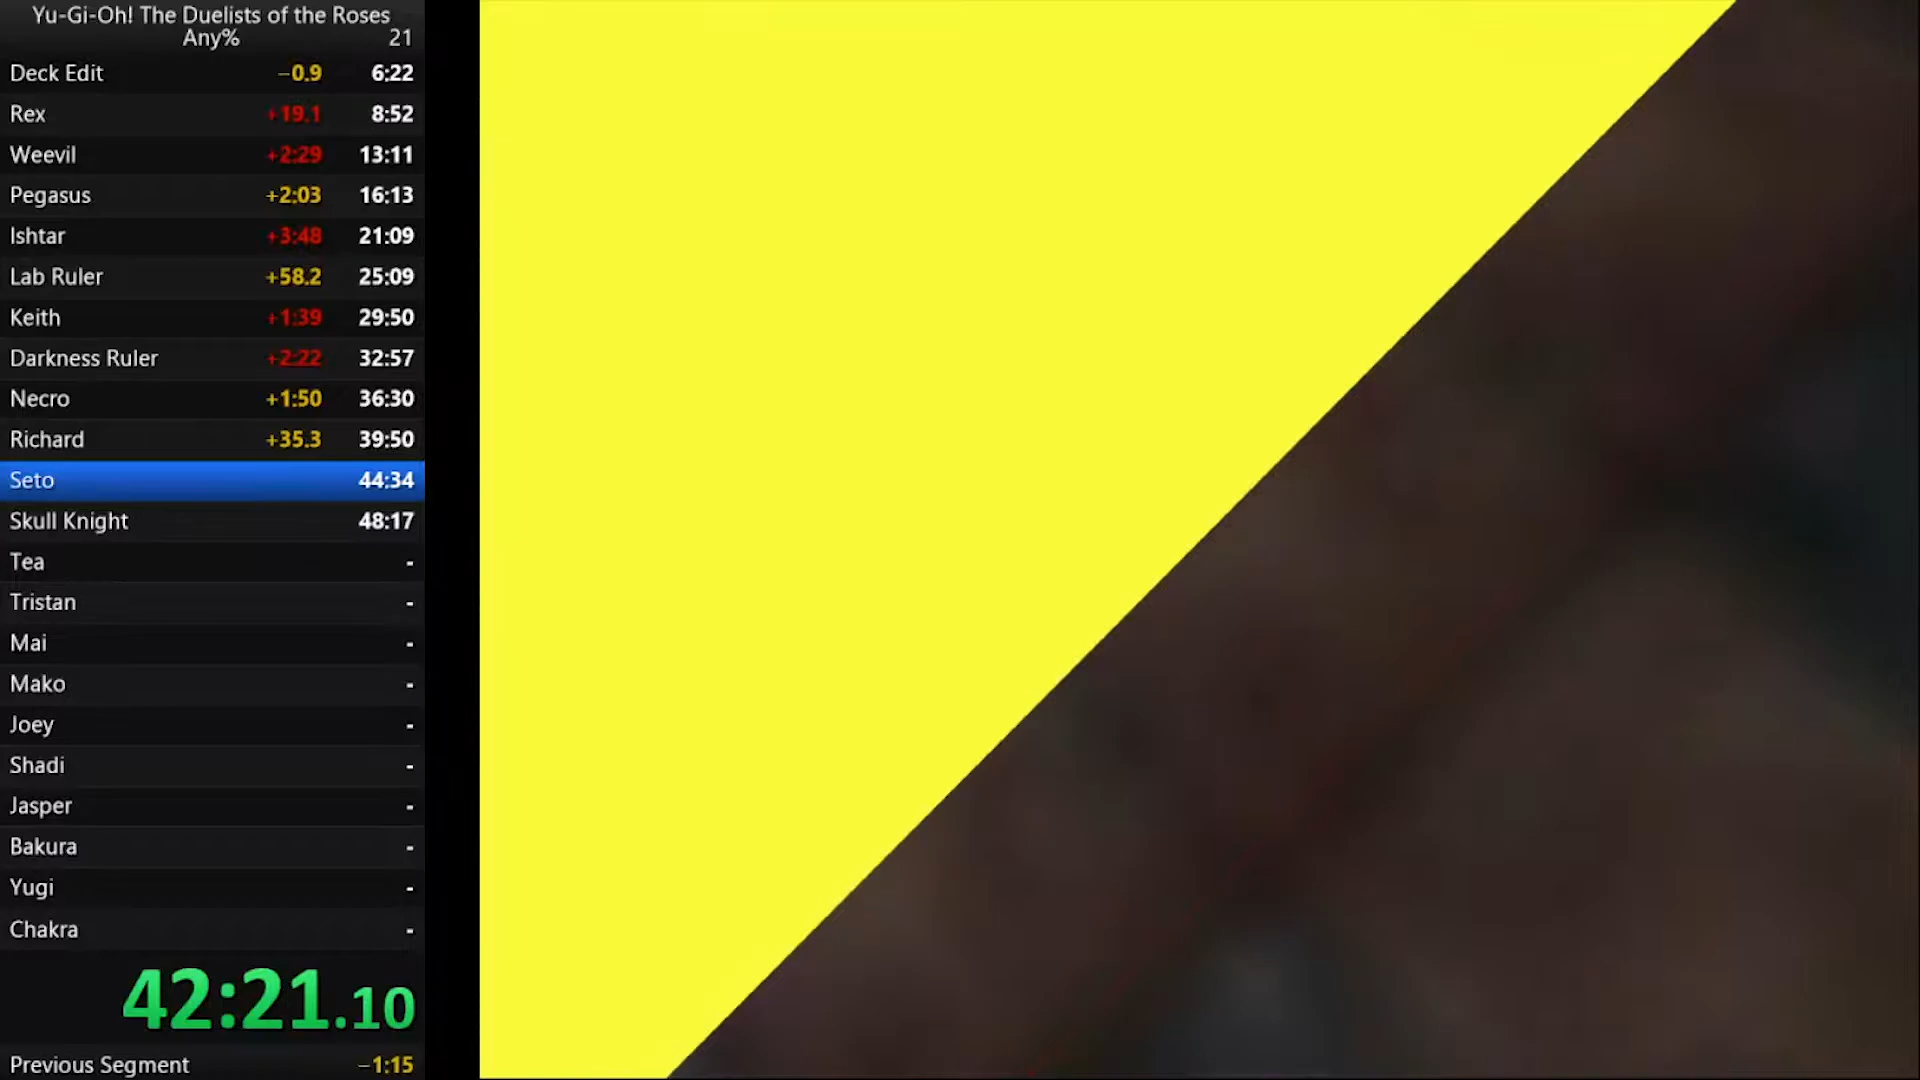 Yu-Gi-Oh! The Duelists of the Roses
Any% 21
Deck Edit −0.9 6:22
Rex +19.1 8:52
Weevil +2:29 13:11
Pegasus +2:03 16:13
Ishtar +3:48 21:09
Lab Ruler +58.2 25:09
Keith +1:39 29:50
Darkness Ruler +2:22 32:57
Necro +1:50 36:30
Richard +35.3 39:50
Seto 44:34
Skull Knight 48:17
Tea -
Tristan -
Mai -
Mako -
Joey -
Shadi -
Jasper -
Bakura -
Yugi -
Chakra -
42:21.10
Previous Segment −1:15